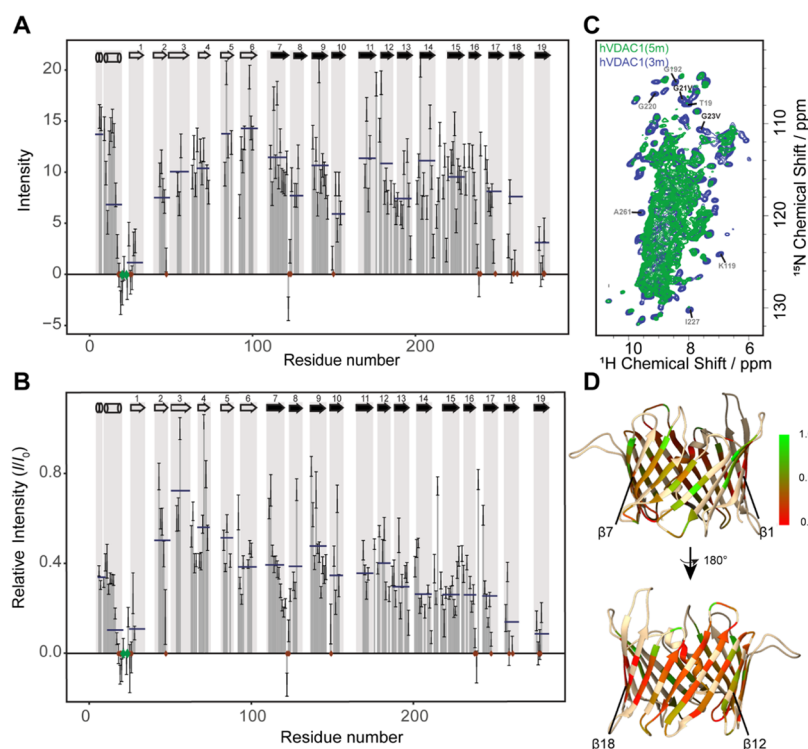 A
1 2 3 4 5 6 7 8 9 10 11 12 13 14 15 16 17 18 19
20
15
10
5
0
−5
Intensity
0 100 200
Residue number
B
1 2 3 4 5 6 7 8 9 10 11 12 13 14 15 16 17 18 19
0.8
0.4
0.0
Relative Intensity (I/I0)
0 100 200
Residue number
C
hVDAC1(5m)
hVDAC1(3m)
G192
G21V
T19
G220
G23V
A261
K119
I227
110
120
130
15N Chemical Shift / ppm
10 8 6
1H Chemical Shift / ppm
D
1.
0.
0.
β7
β1
180°
β18
β12